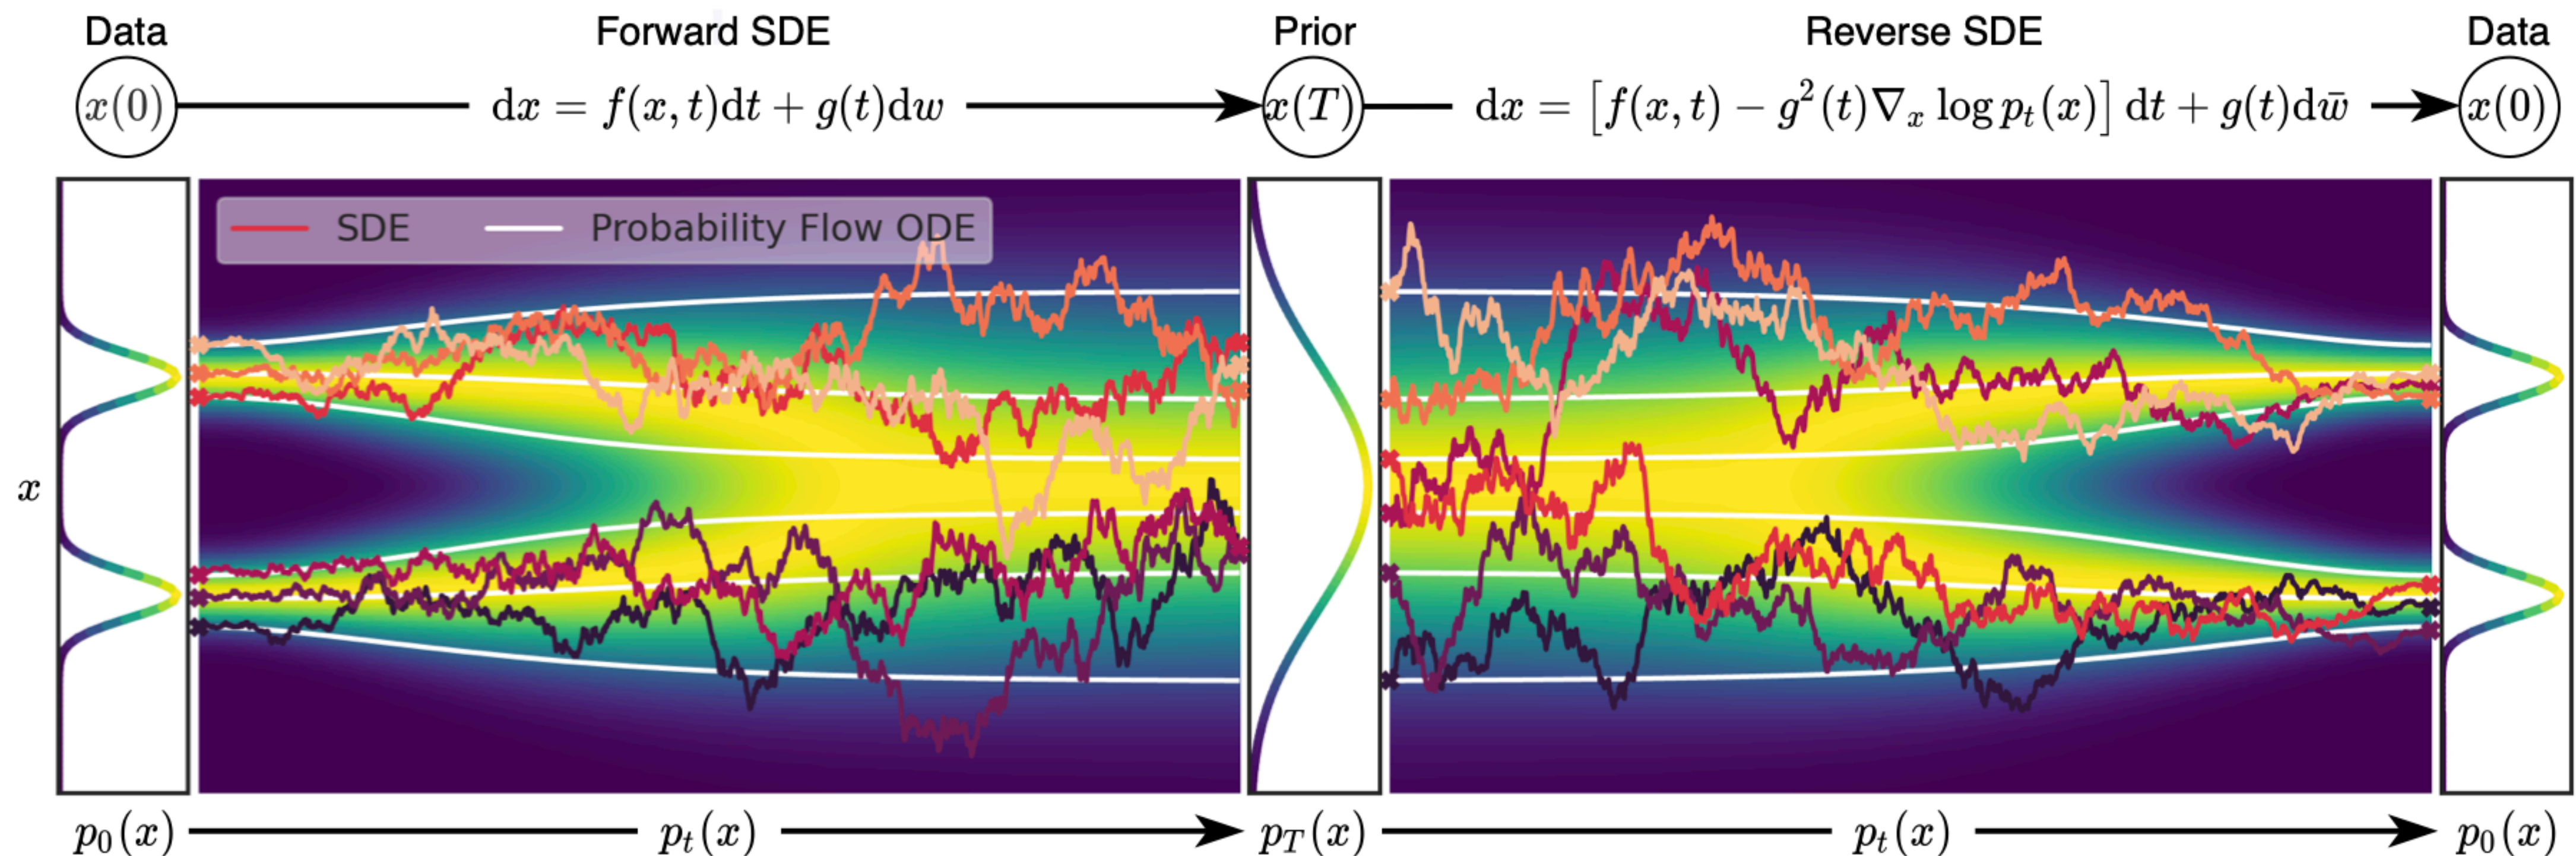 Data Forward SDE Prior Reverse SDE Data
x(0) dx = f(x, t)dt + g(t)dw x(T) dx = [f(x, t) − g²(t)∇ₓ log pₜ(x)] dt + g(t)dw̄ x(0)
SDE Probability Flow ODE
x
p₀(x) pₜ(x) p_T(x) pₜ(x) p₀(x)